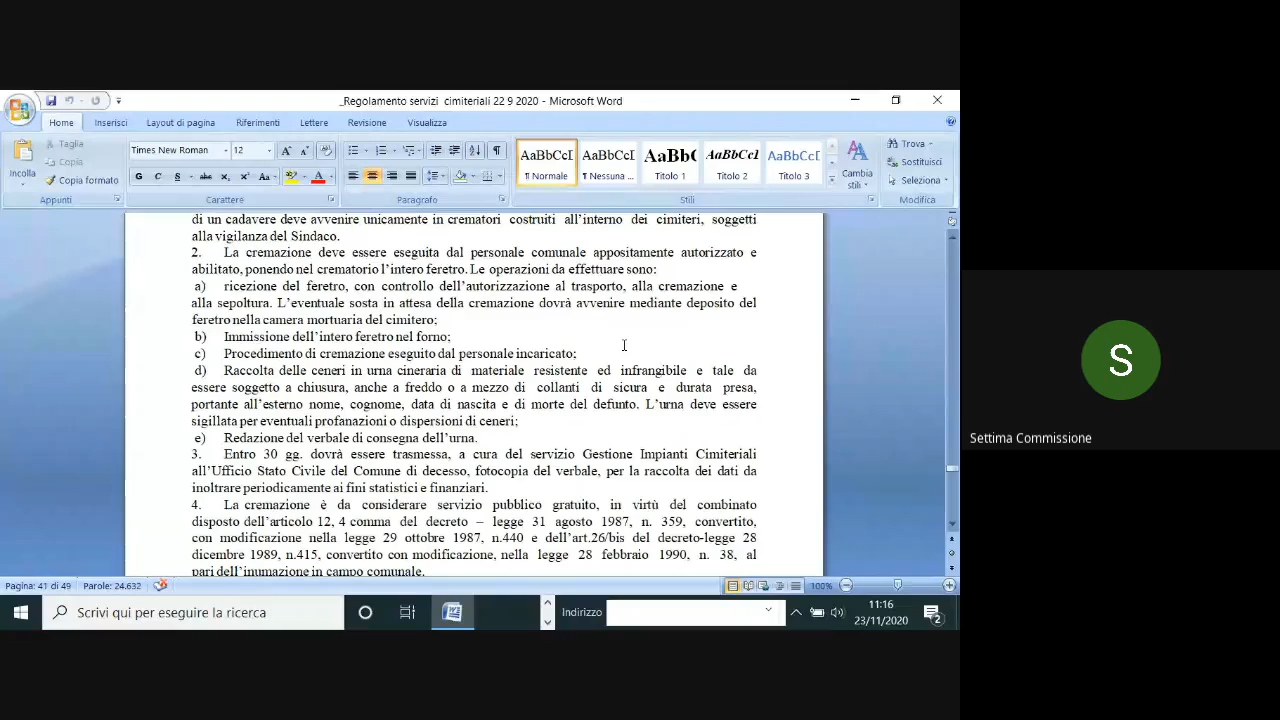 _Regolamento servizi cimiteriali 22 9 2020 - Microsoft Word
Home Inserisci Layout di pagina Riferimenti Lettere Revisione Visualizza
Incolla
Taglia
Copia
Copia formato
Appunti
Times New Roman 12
G C S abc x₂ x² Aa A
Carattere
Paragrafo
AaBbCcI AaBbCcI AaBb( AaBbCcI AaBbCcI
¶ Normale ¶ Nessuna ... Titolo 1 Titolo 2 Titolo 3
Cambia stili
Stili
Trova
Sostituisci
Seleziona
Modifica
di un cadavere deve avvenire unicamente in crematori costruiti all’interno dei cimiteri, soggetti
alla vigilanza del Sindaco.
2. La cremazione deve essere eseguita dal personale comunale appositamente autorizzato e
abilitato, ponendo nel crematorio l’intero feretro. Le operazioni da effettuare sono:
a) ricezione del feretro, con controllo dell’autorizzazione al trasporto, alla cremazione e
alla sepoltura. L’eventuale sosta in attesa della cremazione dovrà avvenire mediante deposito del
feretro nella camera mortuaria del cimitero;
b) Immissione dell’intero feretro nel forno;
c) Procedimento di cremazione eseguito dal personale incaricato;
d) Raccolta delle ceneri in urna cineraria di materiale resistente ed infrangibile e tale da
essere soggetto a chiusura, anche a freddo o a mezzo di collanti di sicura e durata presa,
portante all’esterno nome, cognome, data di nascita e di morte del defunto. L’urna deve essere
sigillata per eventuali profanazioni o dispersioni di ceneri;
e) Redazione del verbale di consegna dell’urna.
3. Entro 30 gg. dovrà essere trasmessa, a cura del servizio Gestione Impianti Cimiteriali
all’Ufficio Stato Civile del Comune di decesso, fotocopia del verbale, per la raccolta dei dati da
inoltrare periodicamente ai fini statistici e finanziari.
4. La cremazione è da considerare servizio pubblico gratuito, in virtù del combinato
disposto dell’articolo 12, 4 comma del decreto – legge 31 agosto 1987, n. 359, convertito,
con modificazione nella legge 29 ottobre 1987, n.440 e dell’art.26/bis del decreto-legge 28
dicembre 1989, n.415, convertito con modificazione, nella legge 28 febbraio 1990, n. 38, al
pari dell’inumazione in campo comunale.
Pagina: 41 di 49 Parole: 24.632 100%
Scrivi qui per eseguire la ricerca
Indirizzo
11:16
23/11/2020
2
S
Settima Commissione